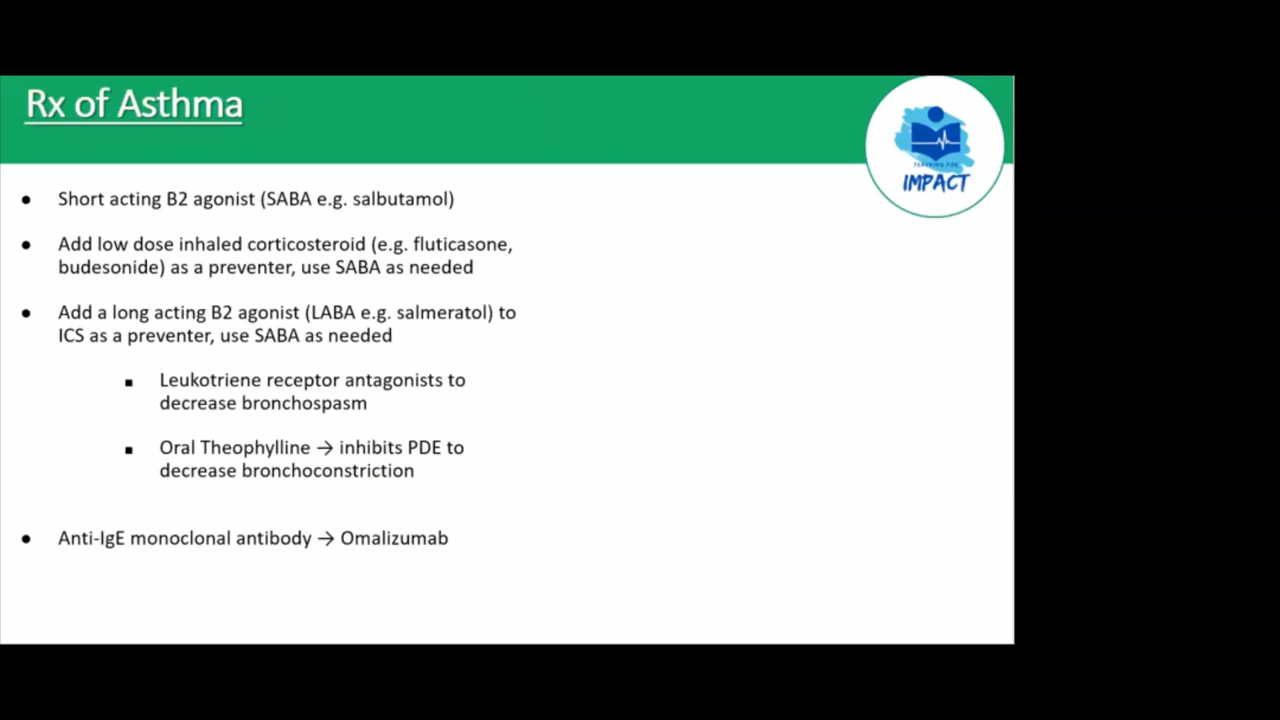 Rx of Asthma
TEACHING FOR
IMPACT
● Short acting B2 agonist (SABA e.g. salbutamol)
● Add low dose inhaled corticosteroid (e.g. fluticasone,
budesonide) as a preventer, use SABA as needed
● Add a long acting B2 agonist (LABA e.g. salmeratol) to
ICS as a preventer, use SABA as needed
▪ Leukotriene receptor antagonists to
decrease bronchospasm
▪ Oral Theophylline → inhibits PDE to
decrease bronchoconstriction
● Anti-IgE monoclonal antibody → Omalizumab